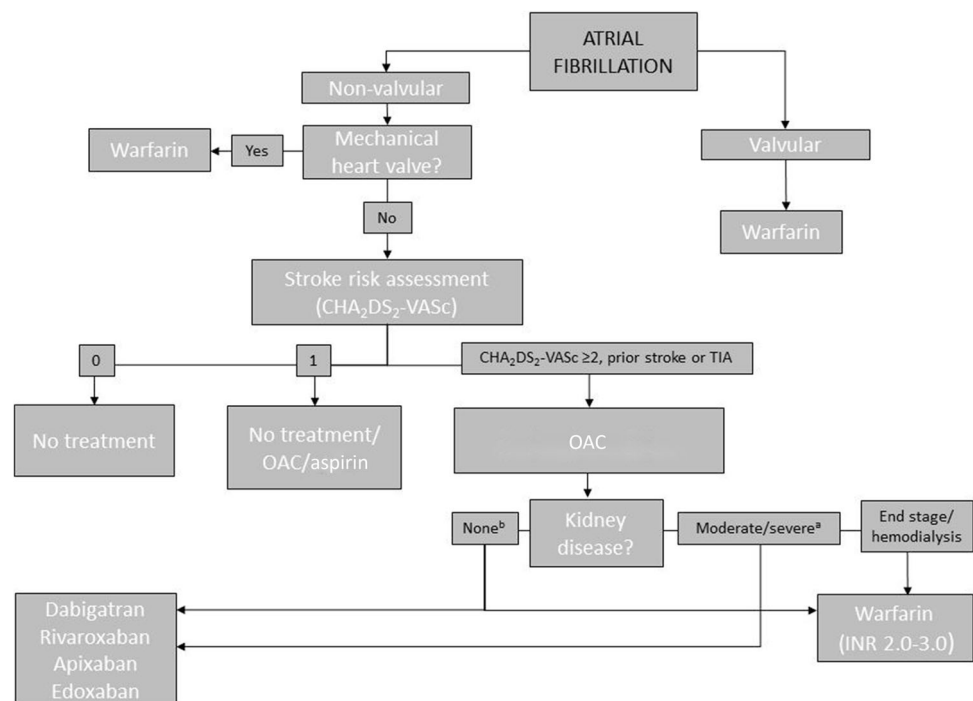 ATRIAL
FIBRILLATION
Non-valvular
Mechanical
heart valve?
Yes
Warfarin
Valvular
Warfarin
No
Stroke risk assessment
(CHA₂DS₂-VASc)
0
1
CHA₂DS₂-VASc ≥2, prior stroke or TIA
No treatment
No treatment/
OAC/aspirin
OAC
Noneᵇ
Kidney
disease?
Moderate/severeᵃ
End stage/
hemodialysis
Dabigatran
Rivaroxaban
Apixaban
Edoxaban
Warfarin
(INR 2.0-3.0)